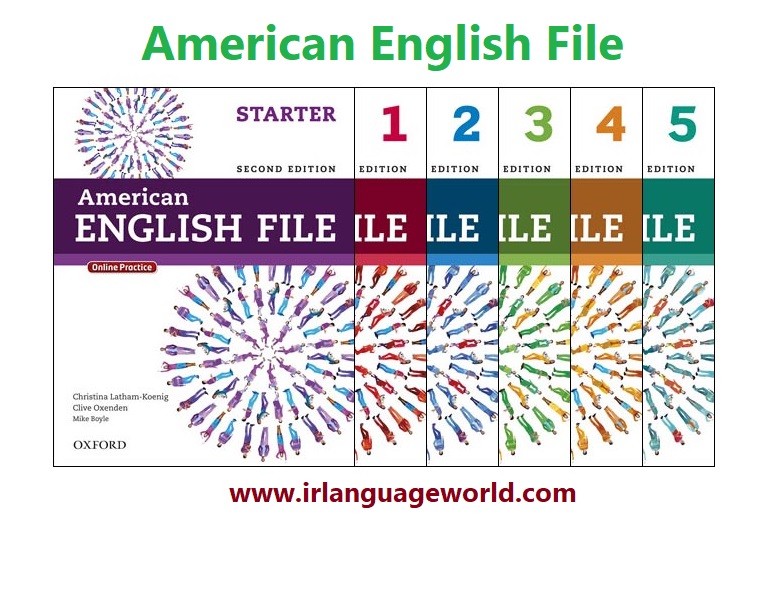 American English File
STARTER 1 2 3 4 5
SECOND EDITION EDITION EDITION EDITION EDITION EDITION
American
ENGLISH FILE ILE ILE ILE ILE ILE
Online Practice
Christina Latham-Koenig
Clive Oxenden
Mike Boyle
OXFORD
www.irlanguageworld.com